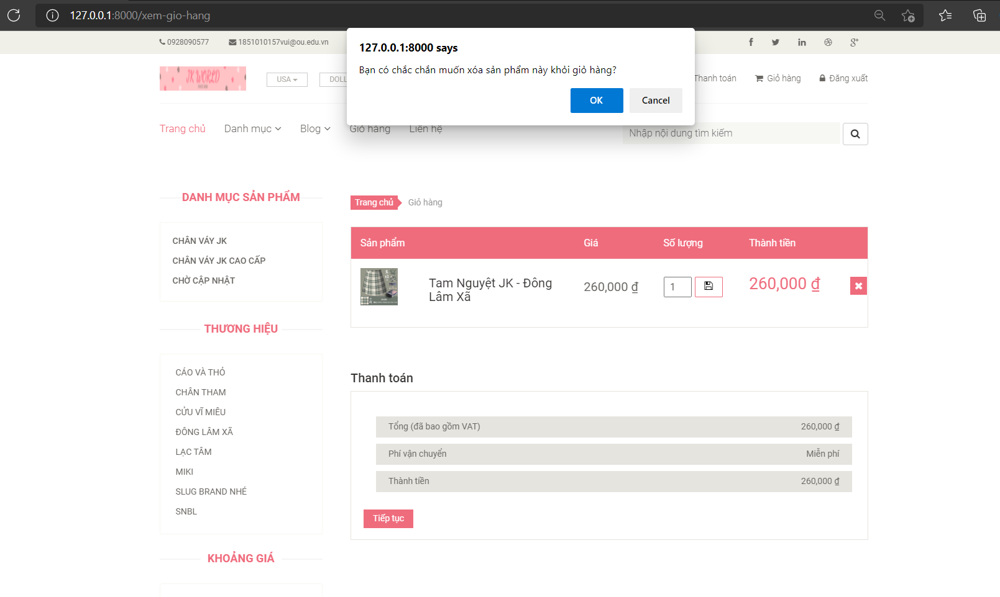 127.0.0.1:8000/xem-gio-hang
0928090577
1851010157vui@ou.edu.vn
127.0.0.1:8000 says
Bạn có chắc chắn muốn xóa sản phẩm này khỏi giỏ hàng?
OK
Cancel
JK WORLD
USA
DOLL
Thanh toán
Giỏ hàng
Đăng xuất
Trang chủ
Danh mục
Blog
Giỏ hàng
Liên hệ
Nhập nội dung tìm kiếm
DANH MỤC SẢN PHẨM
CHÂN VÁY JK
CHÂN VÁY JK CAO CẤP
CHỜ CẬP NHẬT
THƯƠNG HIỆU
CÁO VÀ THỎ
CHÂN THAM
CỬU VĨ MIÊU
ĐÔNG LÂM XÃ
LẠC TÂM
MIKI
SLUG BRAND NHÉ
SNBL
KHOẢNG GIÁ
Trang chủ
Giỏ hàng
Sản phẩm
Giá
Số lượng
Thành tiền
Tam Nguyệt JK - Đông
Lâm Xã
260,000 ₫
1
260,000 ₫
Thanh toán
Tổng (đã bao gồm VAT)
260,000 ₫
Phí vận chuyển
Miễn phí
Thành tiền
260,000 ₫
Tiếp tục